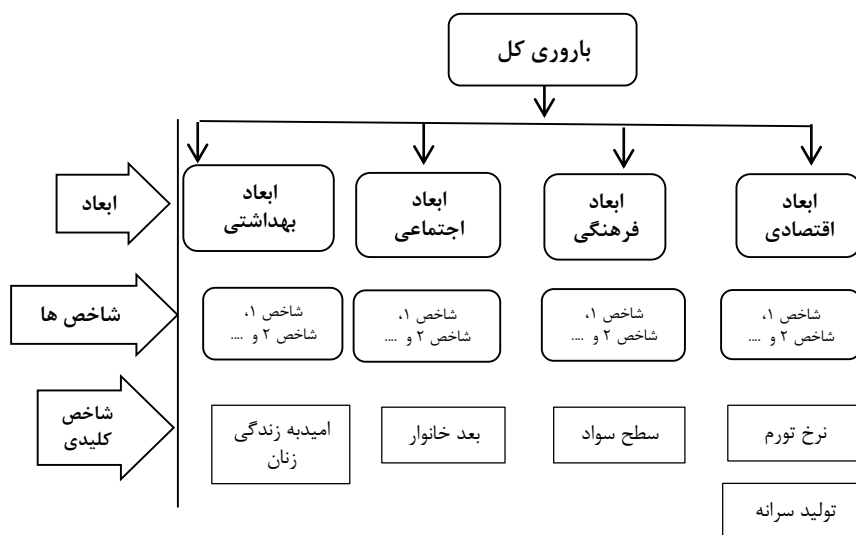 باروری کل
ابعاد
ابعاد
اقتصادی
ابعاد
فرهنگی
ابعاد
اجتماعی
ابعاد
بهداشتی
شاخص ها
شاخص ۱،
شاخص ۲ و ....
شاخص ۱،
شاخص ۲ و ....
شاخص ۱،
شاخص ۲ و ....
شاخص ۱،
شاخص ۲ و ....
شاخص
کلیدی
نرخ تورم
سطح سواد
بعد خانوار
امیدبه زندگی
زنان
تولید سرانه